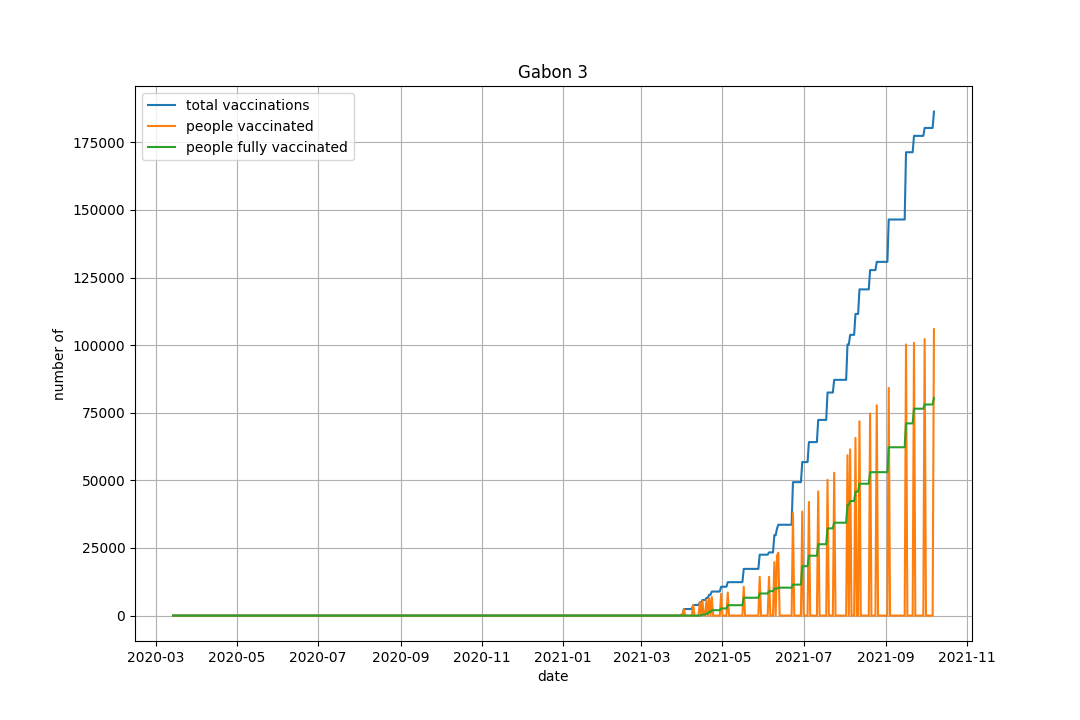 Gabon 3
total vaccinations
people vaccinated
people fully vaccinated
number of
175000
150000
125000
100000
75000
50000
25000
0
2020-03 2020-05 2020-07 2020-09 2020-11 2021-01 2021-03 2021-05 2021-07 2021-09 2021-11
date